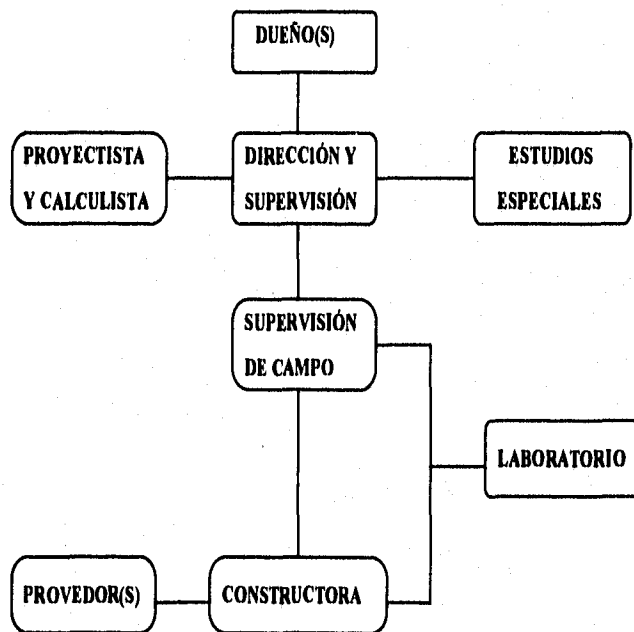 DUEÑO(S)
PROYECTISTA
Y CALCULISTA
DIRECCIÓN Y
SUPERVISIÓN
ESTUDIOS
ESPECIALES
SUPERVISIÓN
DE CAMPO
LABORATORIO
PROVEDOR(S)
CONSTRUCTORA